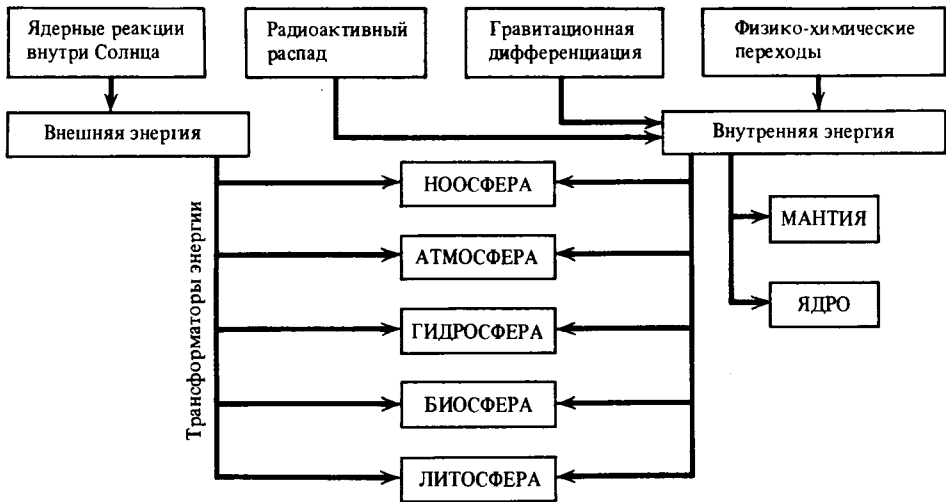 Ядерные реакции
внутри Солнца
Радиоактивный
распад
Гравитационная
дифференциация
Физико-химические
переходы
Внешняя энергия
Внутренняя энергия
Трансформаторы энергии
НООСФЕРА
МАНТИЯ
АТМОСФЕРА
ЯДРО
ГИДРОСФЕРА
БИОСФЕРА
ЛИТОСФЕРА